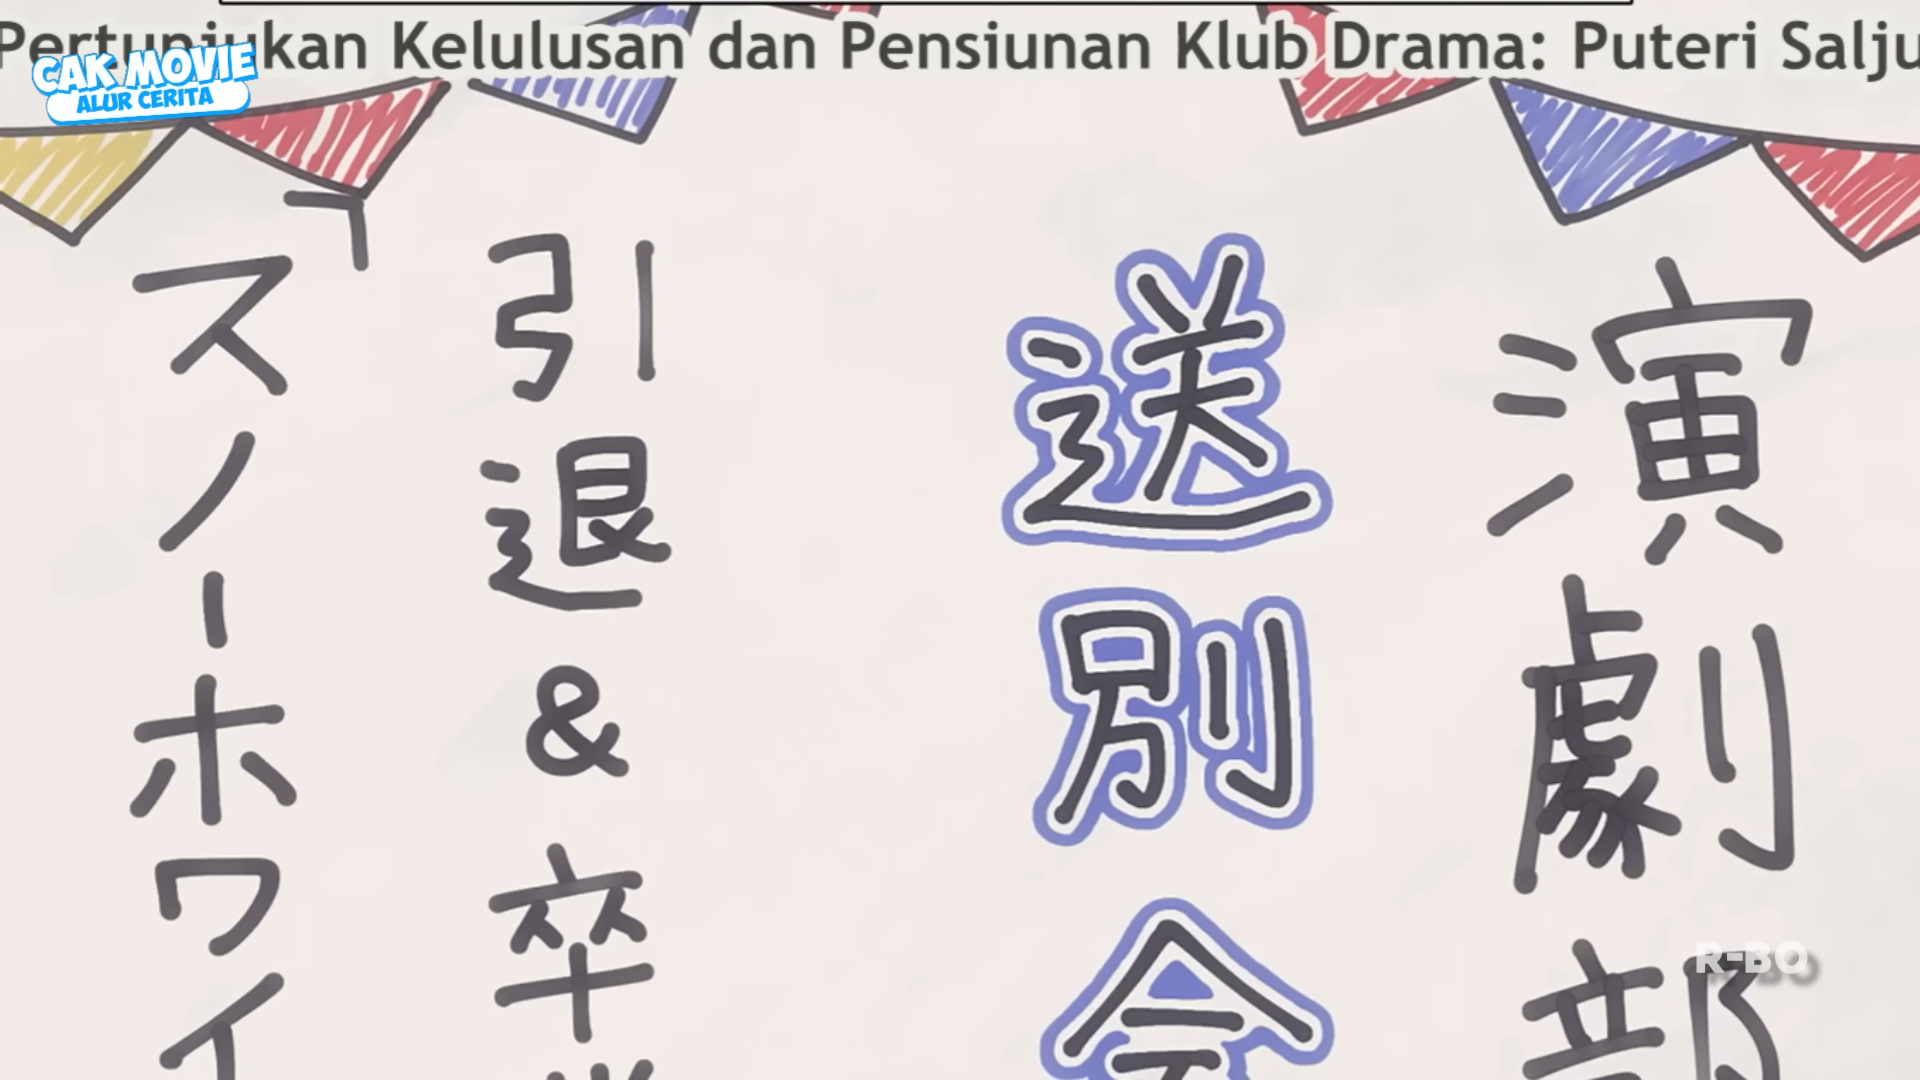 Pertunjukan Kelulusan dan Pensiunan Klub Drama: Puteri Salju
CAK MOVIE
ALUR CERITA
演劇部
送別会
引退&卒業
スノーホワイ
R-BO